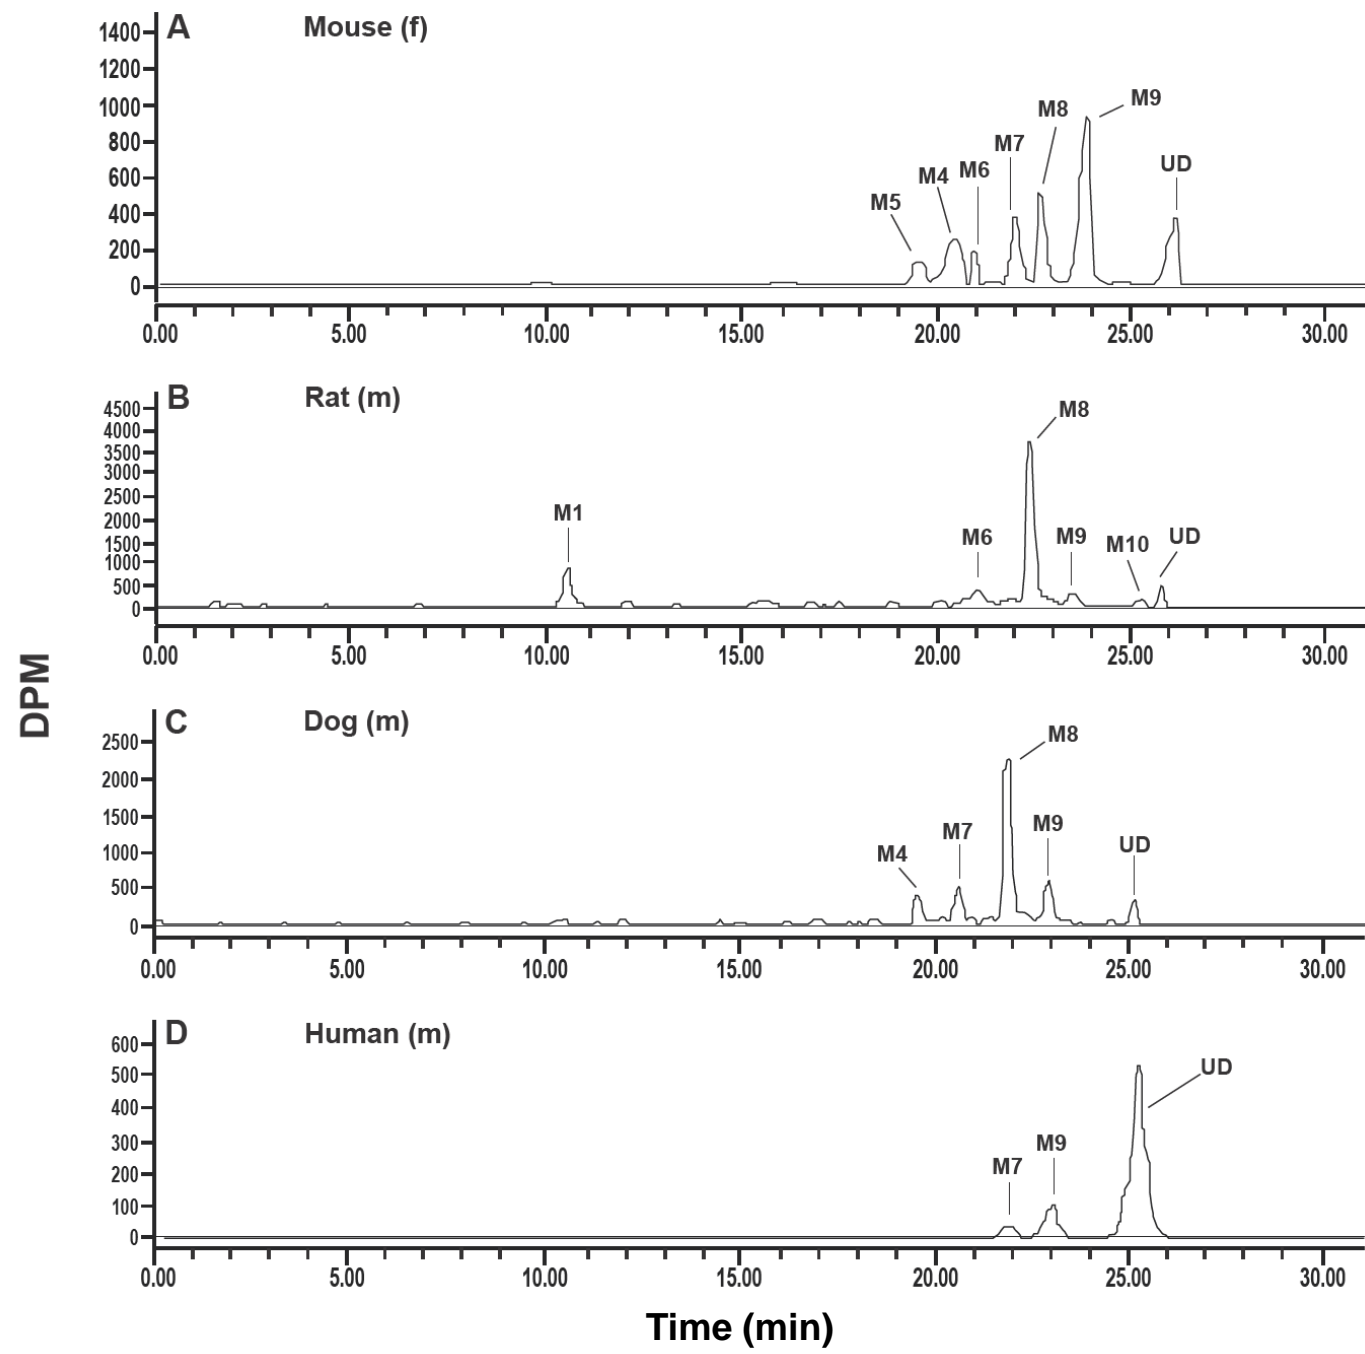 A Mouse (f)
1400
1200
1000
800
600
400
200
0
M5
M4
M6
M7
M8
M9
UD
0.00 5.00 10.00 15.00 20.00 25.00 30.00
B Rat (m)
4500
4000
3500
3000
2500
2000
1500
1000
500
0
M1
M6
M8
M9
M10
UD
0.00 5.00 10.00 15.00 20.00 25.00 30.00
DPM
C Dog (m)
2500
2000
1500
1000
500
0
M4
M7
M8
M9
UD
0.00 5.00 10.00 15.00 20.00 25.00 30.00
D Human (m)
600
500
400
300
200
100
0
M7
M9
UD
0.00 5.00 10.00 15.00 20.00 25.00 30.00
Time (min)